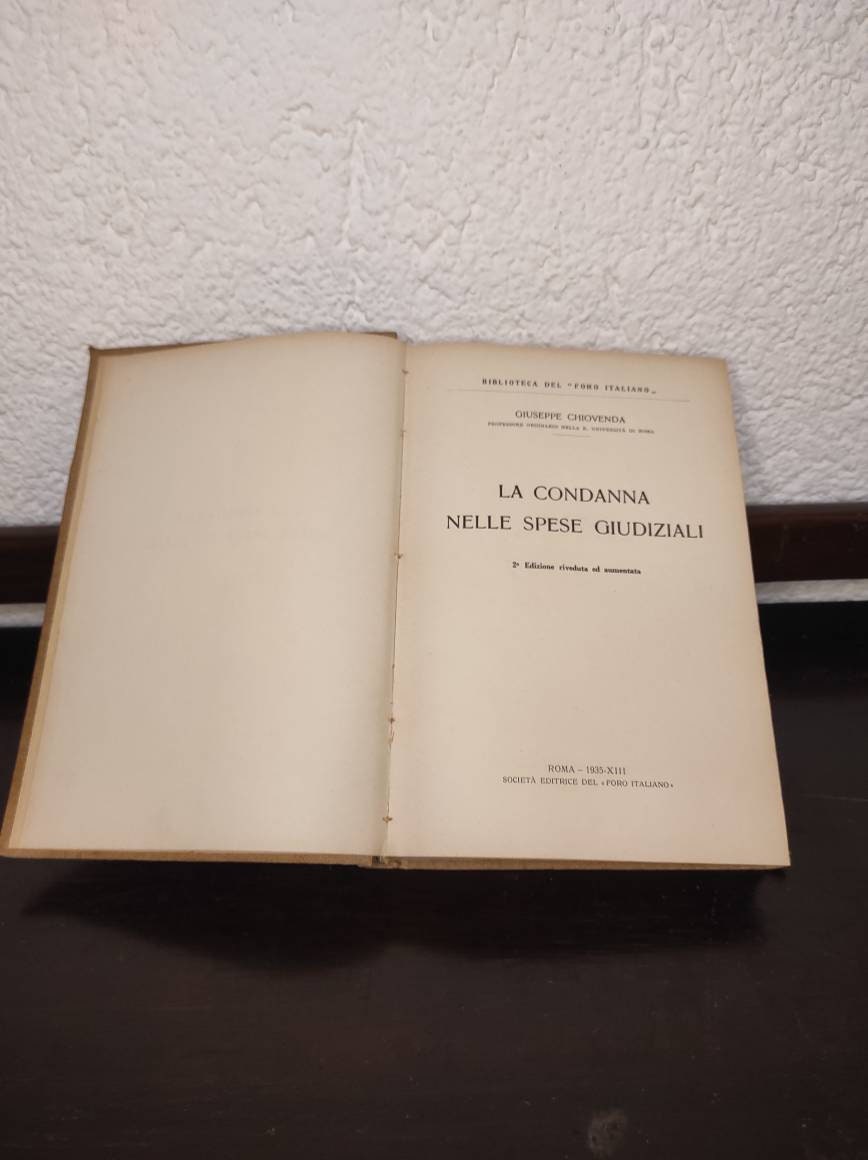 BIBLIOTECA DEL "FORO ITALIANO„
GIUSEPPE CHIOVENDA
PROFESSORE ORDINARIO NELLA R. UNIVERSITÀ DI ROMA
LA CONDANNA
NELLE SPESE GIUDIZIALI
2ª Edizione riveduta ed aumentata
ROMA - 1935-XIII
SOCIETÀ EDITRICE DEL «FORO ITALIANO»